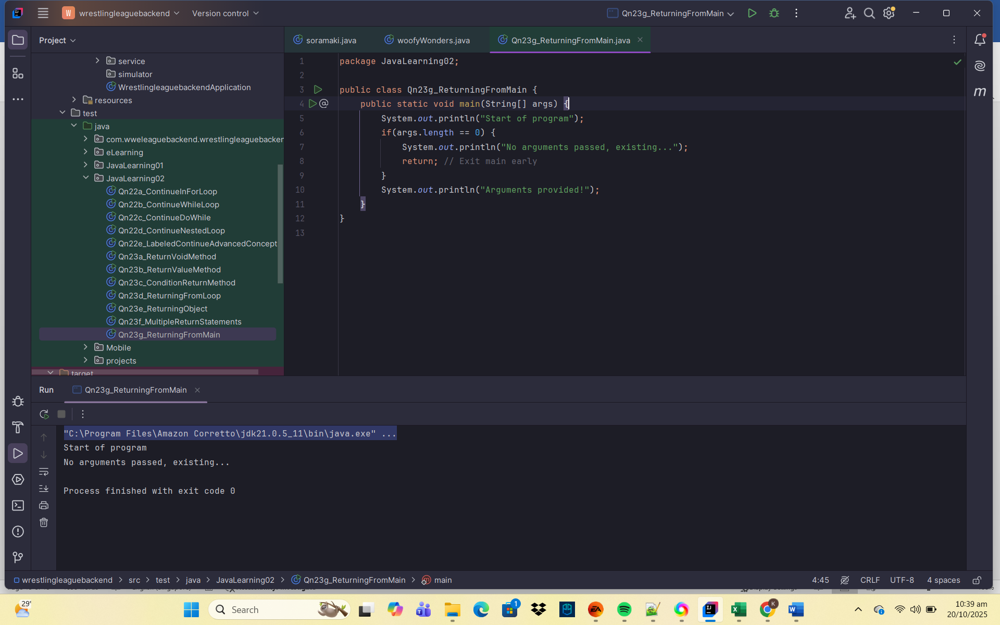 W wrestlingleaguebackend Version control Qn23g_ReturningFromMain
Project
soramaki.java woofyWonders.java Qn23g_ReturningFromMain.java
service
simulator
WrestlingleaguebackendApplication
resources
test
java
com.wweleaguebackend.wrestlingleaguebacken
eLearning
JavaLearning01
JavaLearning02
Qn22a_ContinueInForLoop
Qn22b_ContinueWhileLoop
Qn22c_ContinueDoWhile
Qn22d_ContinueNestedLoop
Qn22e_LabeledContinueAdvancedConcept
Qn23a_ReturnVoidMethod
Qn23b_ReturnValueMethod
Qn23c_ConditionReturnMethod
Qn23d_ReturningFromLoop
Qn23e_ReturningObject
Qn23f_MultipleReturnStatements
Qn23g_ReturningFromMain
Mobile
projects
target
1 package JavaLearning02;
2
3 public class Qn23g_ReturningFromMain {
4 @ public static void main(String[] args) {
5 System.out.println("Start of program");
6 if(args.length == 0) {
7 System.out.println("No arguments passed, existing...");
8 return; // Exit main early
9 }
10 System.out.println("Arguments provided!");
11 }
12 }
13
m
Run Qn23g_ReturningFromMain
"C:\Program Files\Amazon Corretto\jdk21.0.5_11\bin\java.exe" ...
Start of program
No arguments passed, existing...
Process finished with exit code 0
wrestlingleaguebackend > src > test > java > JavaLearning02 > Qn23g_ReturningFromMain > main
4:45 CRLF UTF-8 4 spaces
29°
Search
1
K
10:39 am
20/10/2025